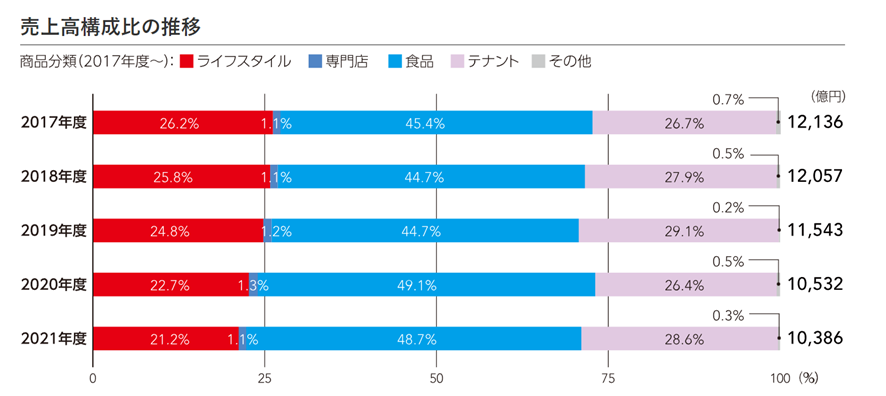 売上高構成比の推移
商品分類（2017年度〜）： ライフスタイル 専門店 食品 テナント その他
（億円）
0.7%
2017年度 26.2% 1.1% 45.4% 26.7% 12,136
0.5%
2018年度 25.8% 1.1% 44.7% 27.9% 12,057
0.2%
2019年度 24.8% 1.2% 44.7% 29.1% 11,543
0.5%
2020年度 22.7% 1.3% 49.1% 26.4% 10,532
0.3%
2021年度 21.2% 1.1% 48.7% 28.6% 10,386
0 25 50 75 100 （%）